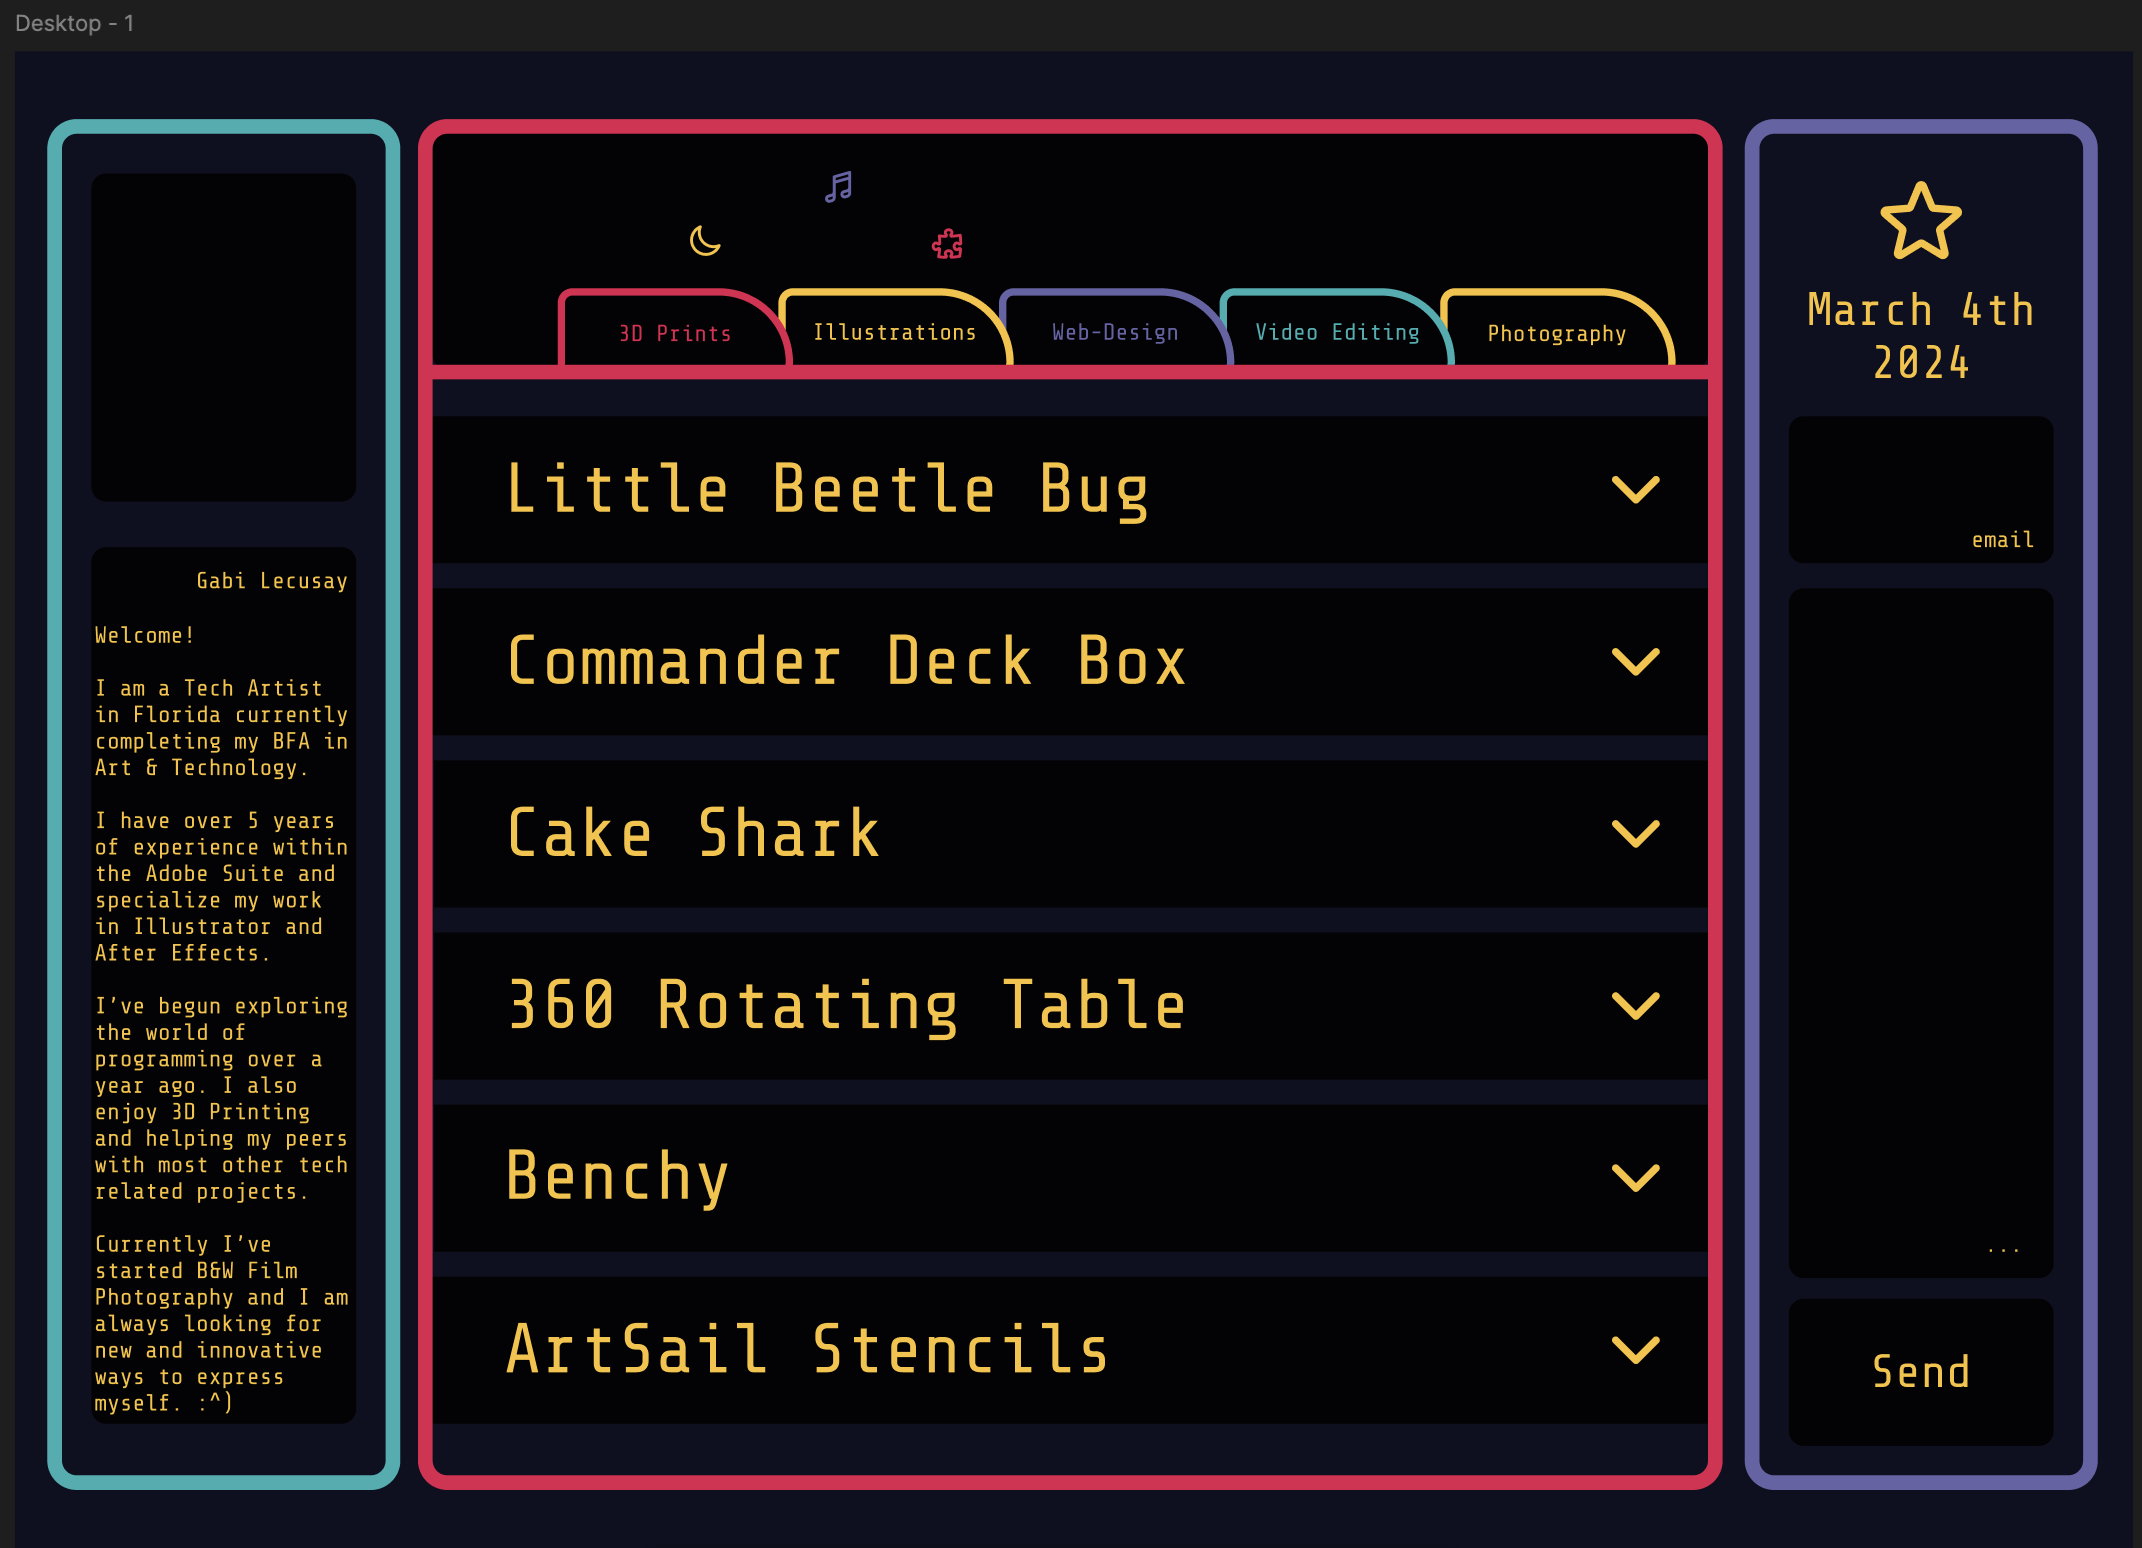 Desktop - 1
Gabi Lecusay
Welcome!
I am a Tech Artist
in Florida currently
completing my BFA in
Art & Technology.
I have over 5 years
of experience within
the Adobe Suite and
specialize my work
in Illustrator and
After Effects.
I've begun exploring
the world of
programming over a
year ago. I also
enjoy 3D Printing
and helping my peers
with most other tech
related projects.
Currently I've
started B&W Film
Photography and I am
always looking for
new and innovative
ways to express
myself. :^)
3D Prints
Illustrations
Web-Design
Video Editing
Photography
Little Beetle Bug
Commander Deck Box
Cake Shark
360 Rotating Table
Benchy
ArtSail Stencils
March 4th
2024
email
...
Send